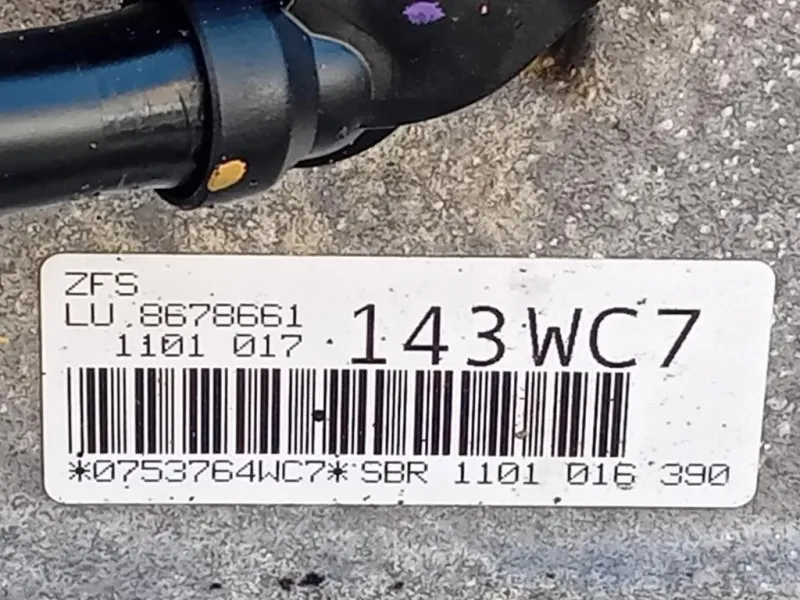 ZFS
LU 8678661
1101 017
143WC7
*0753764WC7* SBR 1101 016 390